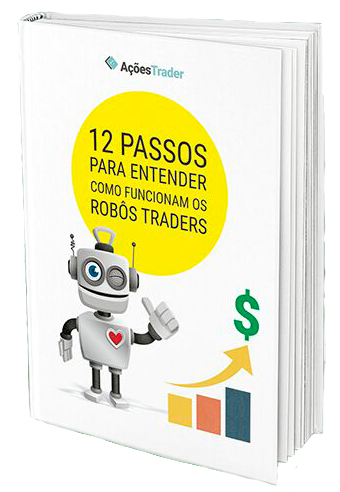 AçõesTrader
12 PASSOS
PARA ENTENDER
COMO FUNCIONAM OS
ROBÔS TRADERS
$